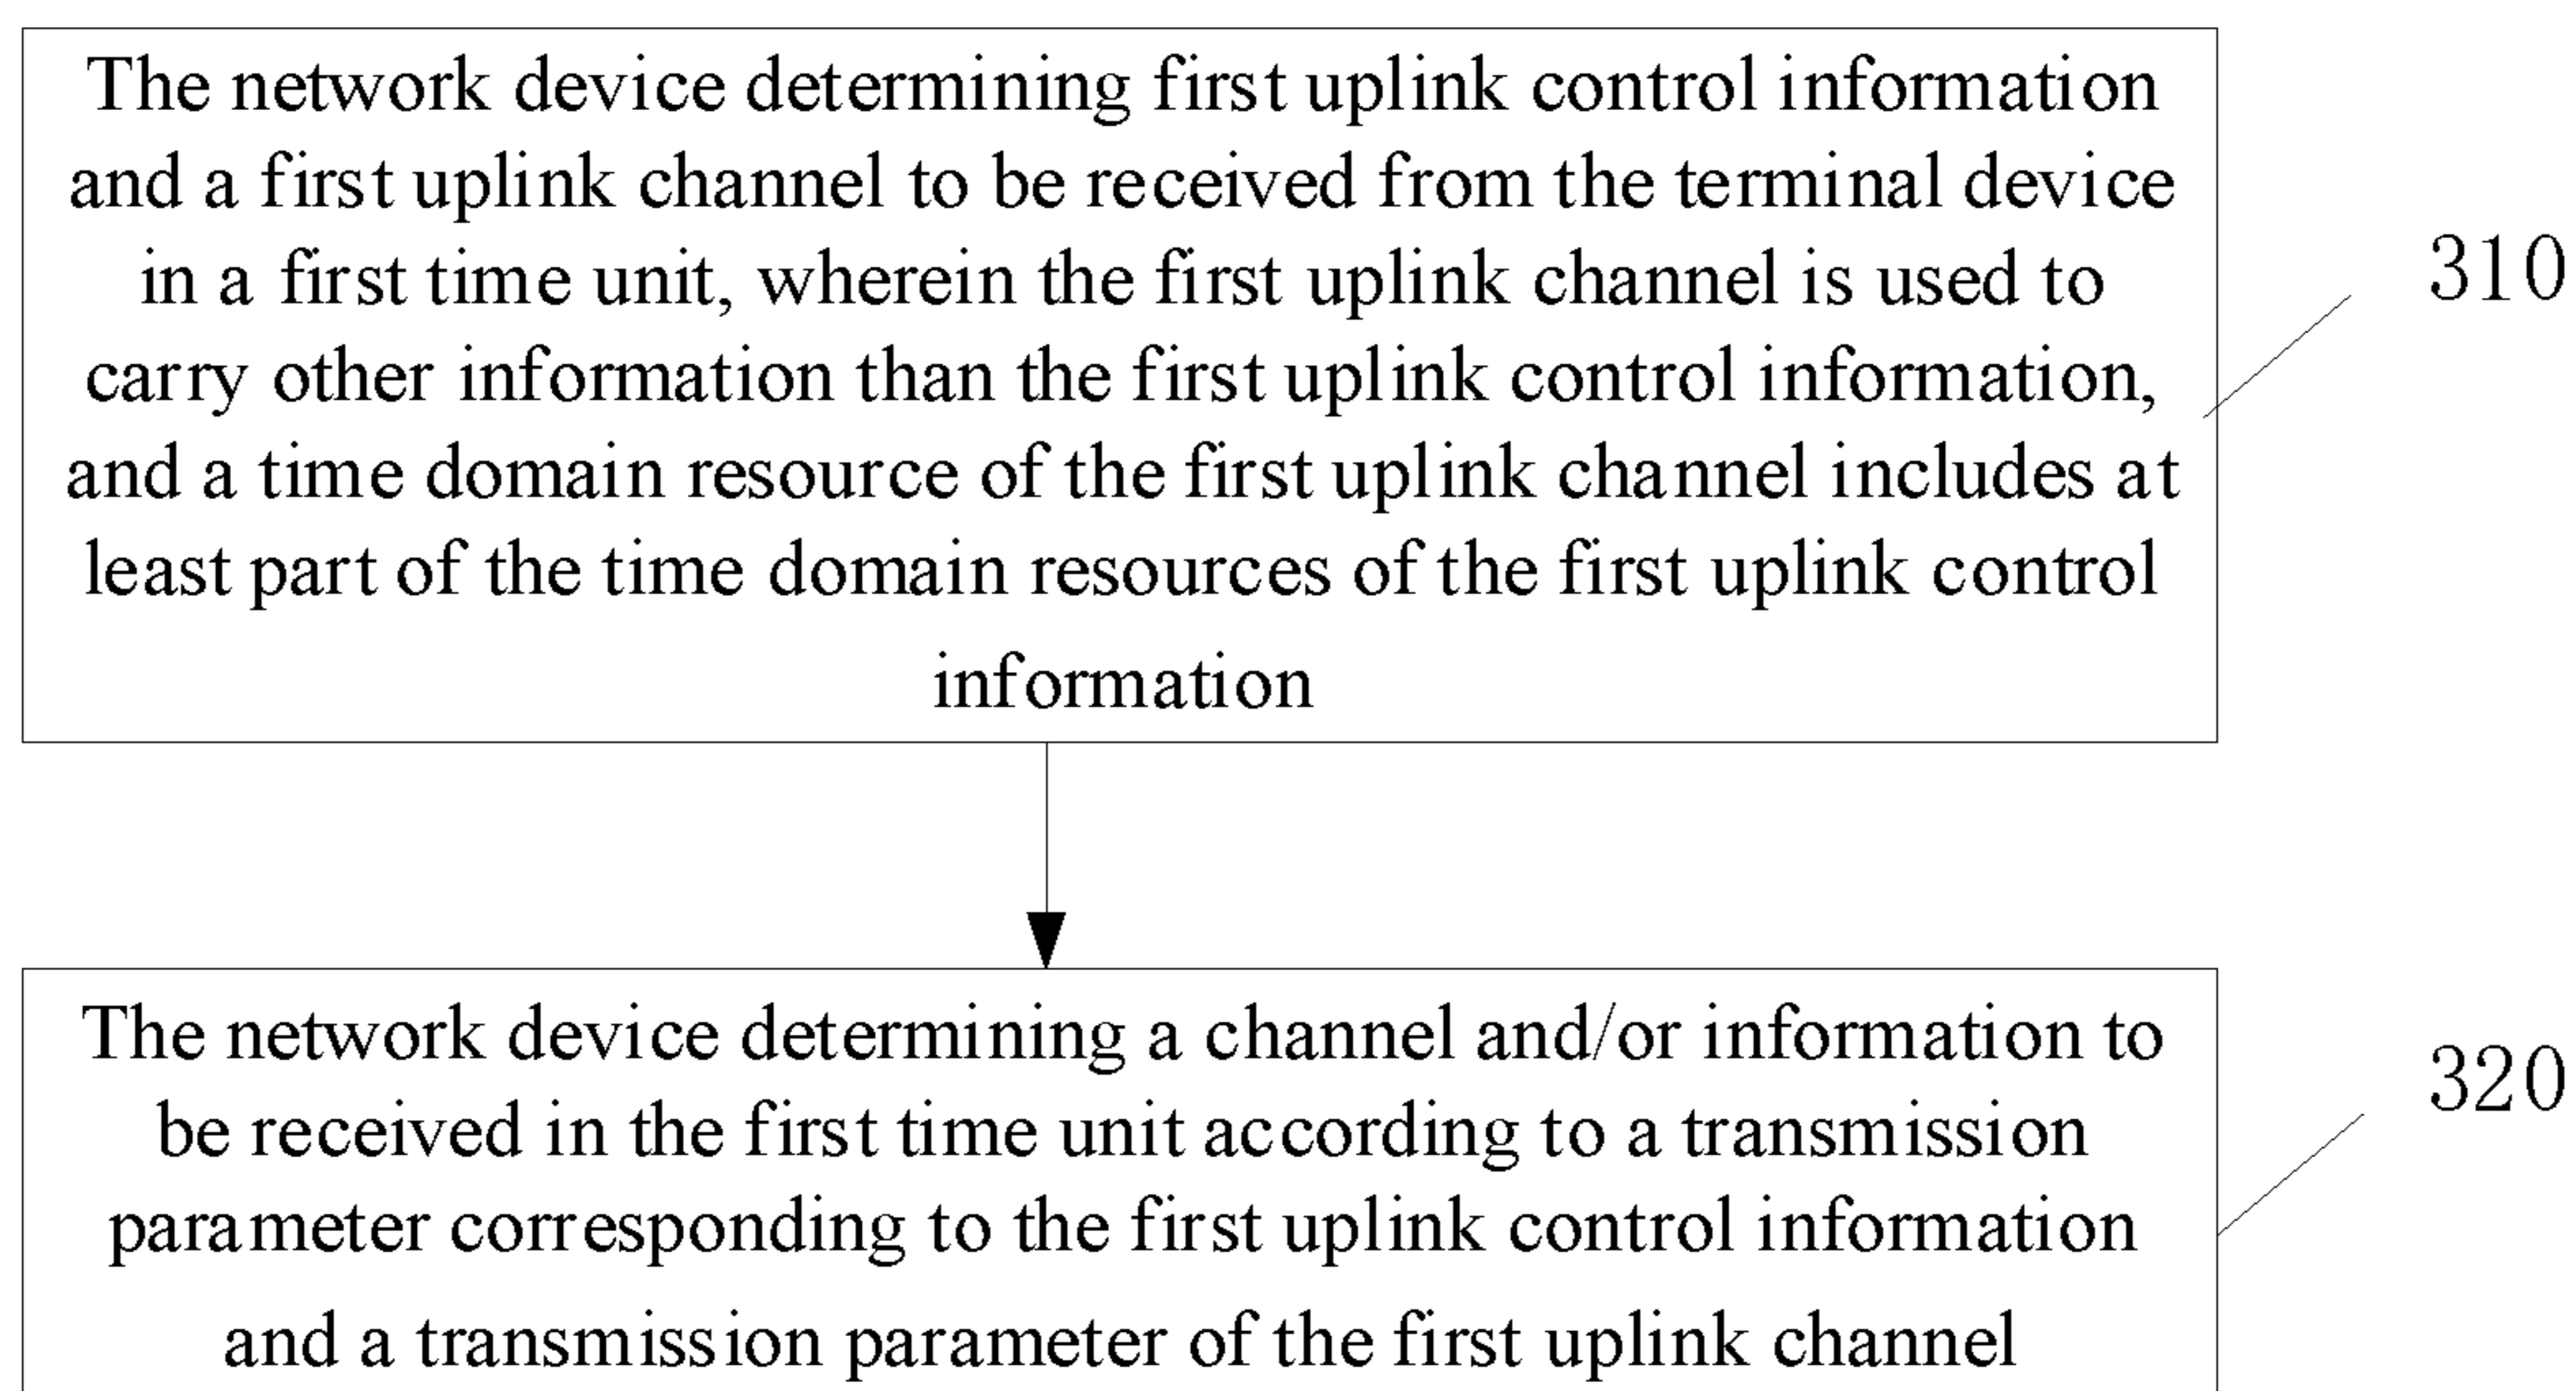 The network device determining first uplink control information
and a first uplink channel to be received from the terminal device
in a first time unit, wherein the first uplink channel is used to
carry other information than the first uplink control information,
and a time domain resource of the first uplink channel includes at
least part of the time domain resources of the first uplink control
information
310
The network device determining a channel and/or information to
be received in the first time unit according to a transmission
parameter corresponding to the first uplink control information
and a transmission parameter of the first uplink channel
320